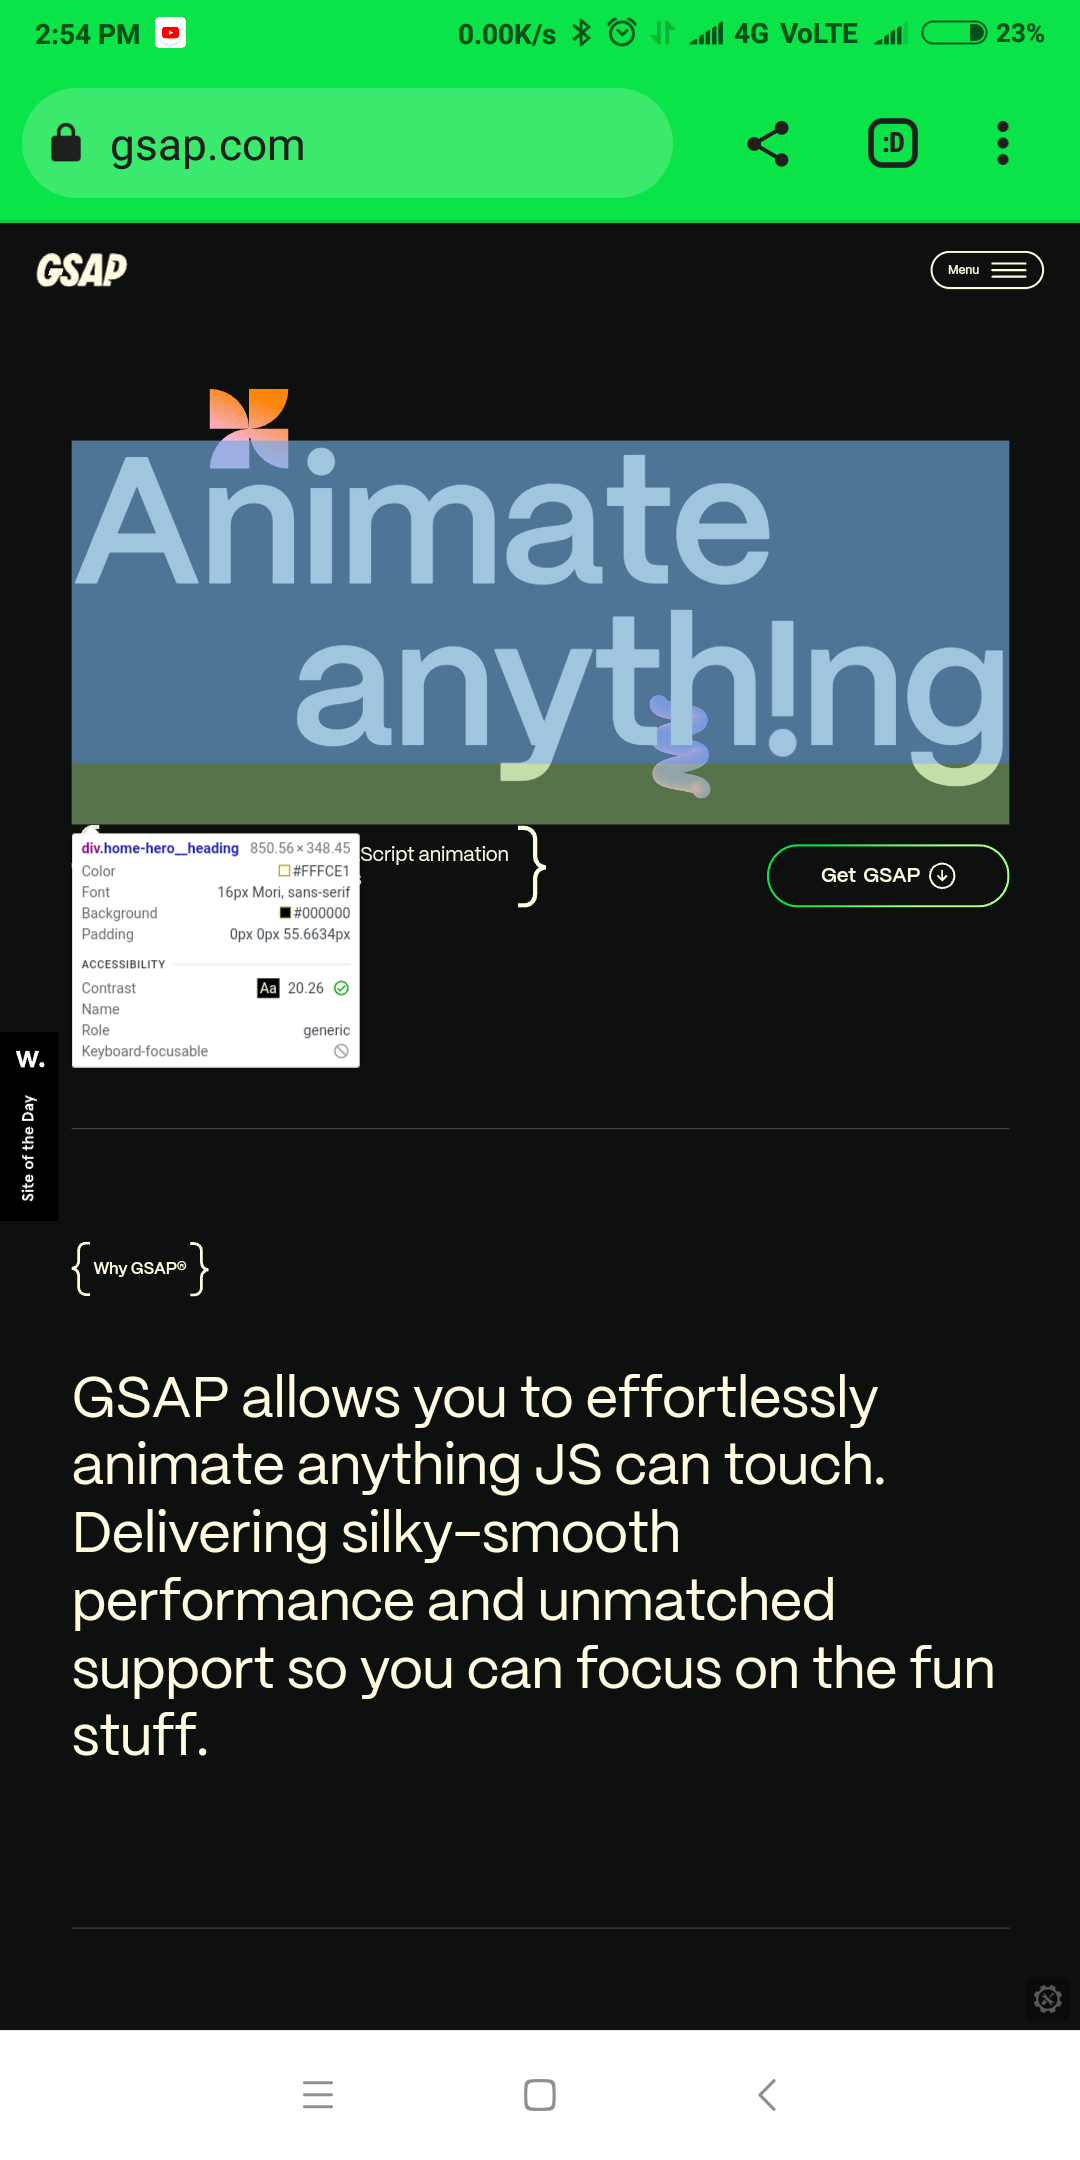 2:54 PM
0.00K/s 4G VoLTE 23%
gsap.com
:D
GSAP
Menu
Animate
anyth!ng
Script animation
Get GSAP
div.home-hero__heading 850.56×348.45
Color #FFFCE1
Font 16px Mori, sans-serif
Background #000000
Padding 0px 0px 55.6634px
ACCESSIBILITY
Contrast Aa 20.26
Name
Role generic
Keyboard-focusable
W.
Site of the Day
{ Why GSAP® }
GSAP allows you to effortlessly
animate anything JS can touch.
Delivering silky-smooth
performance and unmatched
support so you can focus on the fun
stuff.